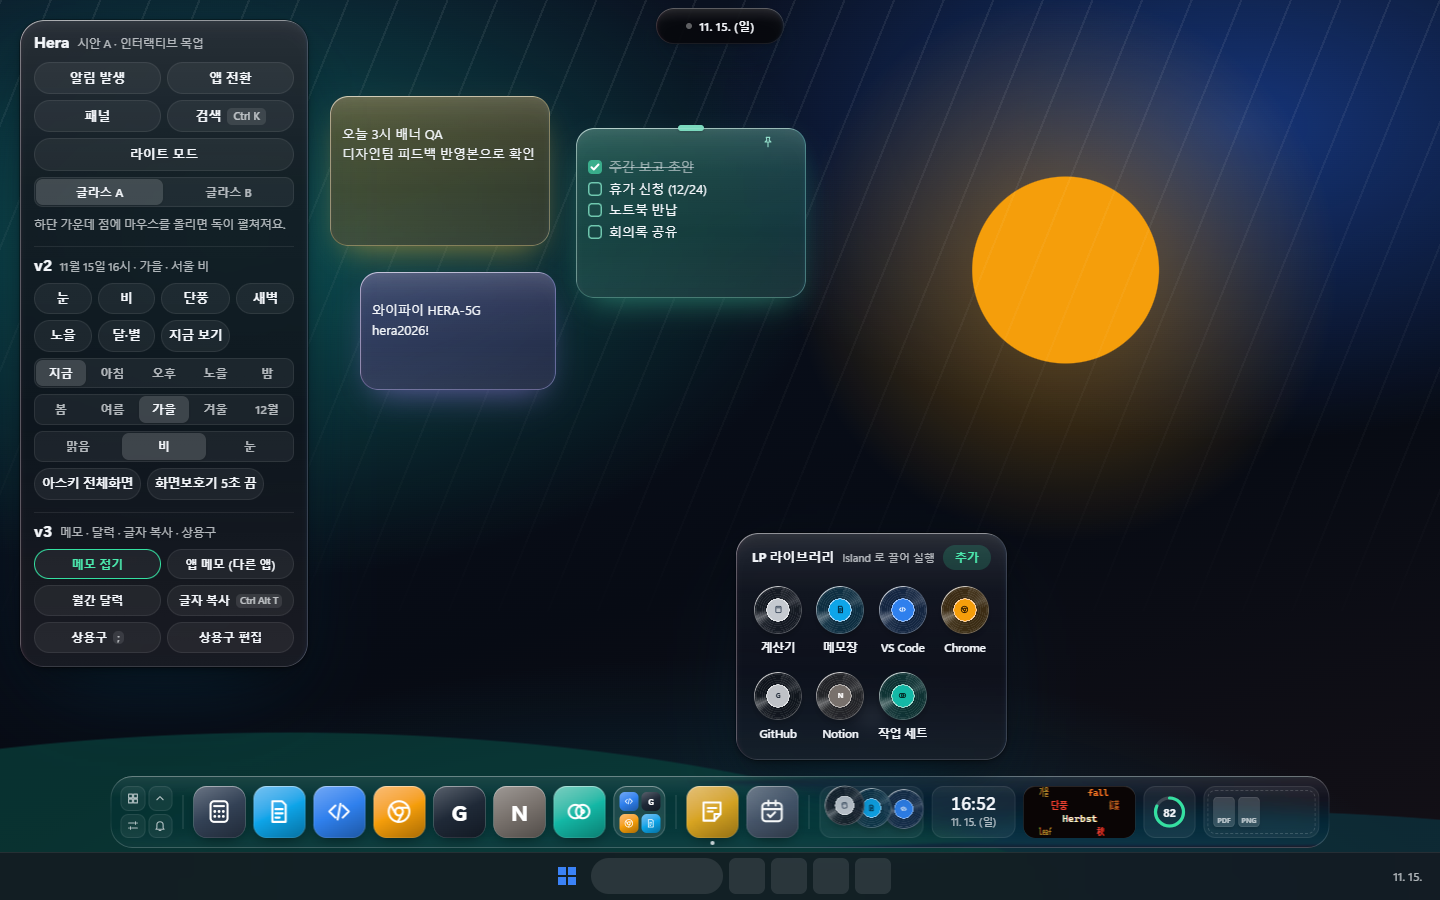 11. 15. (일)
Hera 시안 A · 인터랙티브 목업
알림 발생
앱 전환
패널
검색 Ctrl K
라이트 모드
글라스 A
글라스 B
하단 가운데 점에 마우스를 올리면 독이 펼쳐져요.
v2 11월 15일 16시 · 가을 · 서울 비
눈
비
단풍
새벽
노을
달·별
지금 보기
지금
아침
오후
노을
밤
봄
여름
가을
겨울
12월
맑음
비
눈
아스키 전체화면
화면보호기 5초 끔
v3 메모 · 달력 · 글자 복사 · 상용구
메모 접기
앱 메모 (다른 앱)
월간 달력
글자 복사 Ctrl Alt T
상용구 ;
상용구 편집
오늘 3시 배너 QA
디자인팀 피드백 반영본으로 확인
주간 보고 초안
휴가 신청 (12/24)
노트북 반납
회의록 공유
와이파이 HERA-5G
hera2026!
LP 라이브러리 Island 로 끌어 실행 추가
계산기
메모장
VS Code
Chrome
G
N
GitHub
Notion
작업 세트
G
N
G
16:52
11. 15. (일)
가을
fall
단풍
Herbst
leaf
秋
82
PDF
PNG
11. 15.